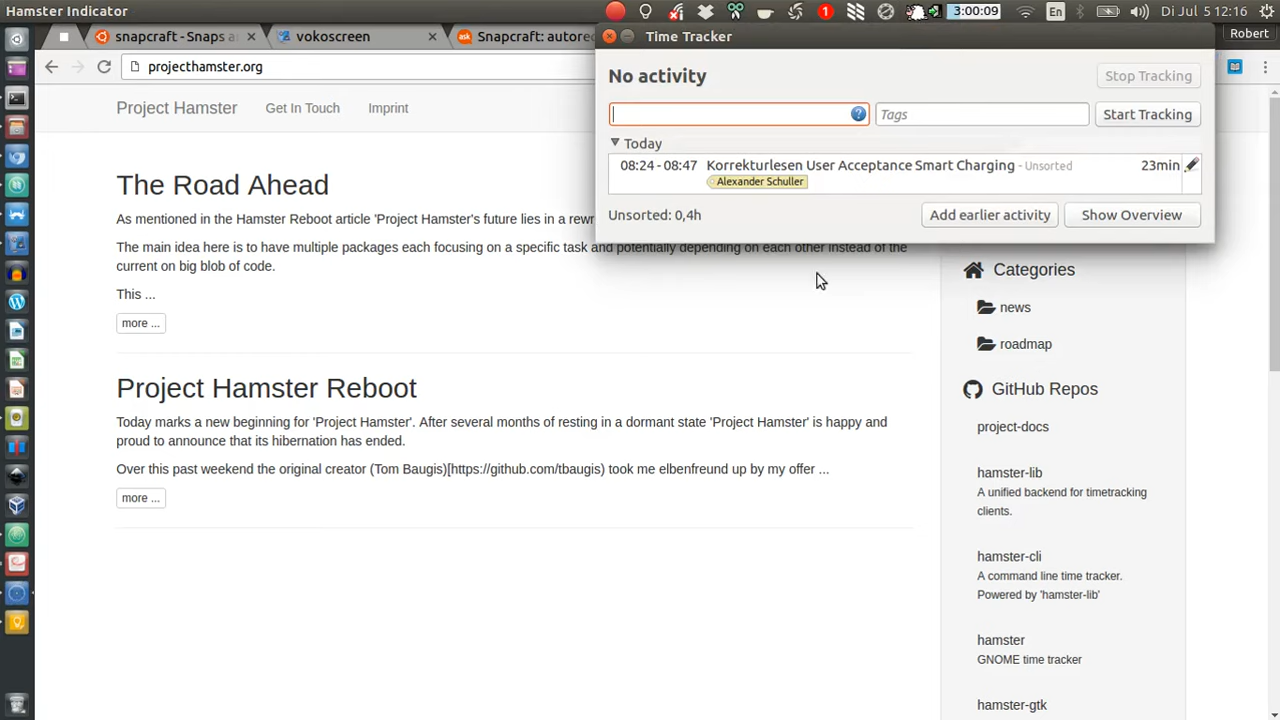 Hamster Indicator
1
3:00:09
En
Di Jul 5 12:16
snapcraft - Snaps a
vokoscreen
Snapcraft: autorec
Time Tracker
Robert
projecthamster.org
No activity
Stop Tracking
Tags
Start Tracking
Today
08:24 - 08:47 Korrekturlesen User Acceptance Smart Charging - Unsorted 23min
Alexander Schuller
Unsorted: 0,4h
Add earlier activity
Show Overview
Project Hamster
Get In Touch
Imprint
The Road Ahead
As mentioned in the Hamster Reboot article 'Project Hamster's future lies in a rewr
The main idea here is to have multiple packages each focusing on a specific task and potentially depending on each other instead of the
current on big blob of code.
This ...
more ...
Project Hamster Reboot
Today marks a new beginning for 'Project Hamster'. After several months of resting in a dormant state 'Project Hamster' is happy and
proud to announce that its hibernation has ended.
Over this past weekend the original creator (Tom Baugis)[https://github.com/tbaugis) took me elbenfreund up by my offer ...
more ...
Categories
news
roadmap
GitHub Repos
project-docs
hamster-lib
A unified backend for timetracking
clients.
hamster-cli
A command line time tracker.
Powered by 'hamster-lib'
hamster
GNOME time tracker
hamster-gtk